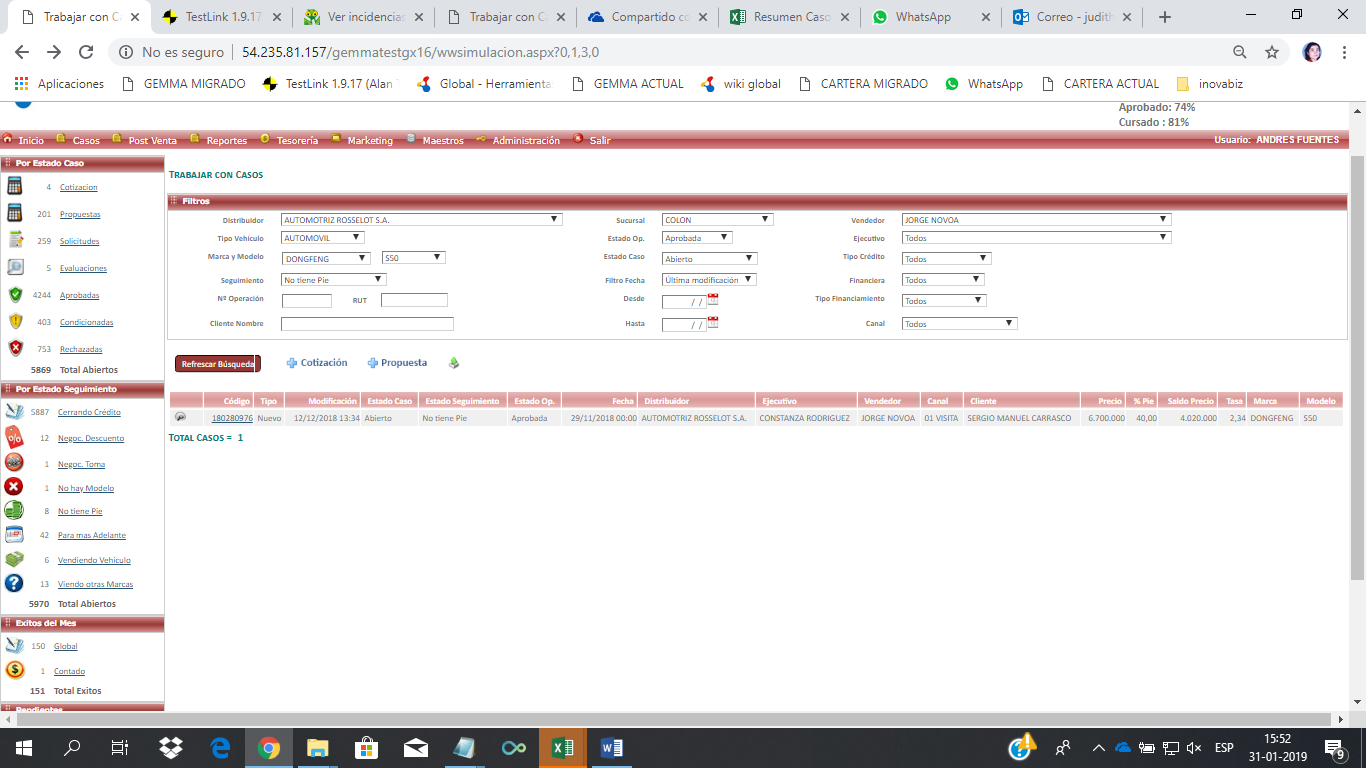 Trabajar con C
TestLink 1.9.17
Ver incidencias
Trabajar con C
Compartido co
Resumen Caso
WhatsApp
Correo - judith
No es seguro 54.235.81.157/gemmatestgx16/wwsimulacion.aspx?0,1,3,0
Aplicaciones GEMMA MIGRADO TestLink 1.9.17 (Alan Global - Herramienta GEMMA ACTUAL wiki global CARTERA MIGRADO WhatsApp CARTERA ACTUAL inovabiz
Aprobado: 74%
Cursado : 81%
Inicio Casos Post Venta Reportes Tesorería Marketing Maestros Administración Salir Usuario: ANDRES FUENTES
Por Estado Caso
4 Cotizacion
201 Propuestas
259 Solicitudes
5 Evaluaciones
4244 Aprobadas
403 Condicionadas
753 Rechazadas
5869 Total Abiertos
Por Estado Seguimiento
5887 Cerrando Crédito
12 Negoc. Descuento
1 Negoc. Toma
1 No hay Modelo
8 No tiene Pie
42 Para mas Adelante
6 Vendiendo Vehiculo
13 Viendo otras Marcas
5970 Total Abiertos
Exitos del Mes
150 Global
1 Contado
151 Total Exitos
Pendientes
TRABAJAR CON CASOS
Filtros
Distribuidor AUTOMOTRIZ ROSSELOT S.A. Sucursal COLON Vendedor JORGE NOVOA
Tipo Vehículo AUTOMOVIL Estado Op. Aprobada Ejecutivo Todos
Marca y Modelo DONGFENG S50 Estado Caso Abierto Tipo Crédito Todos
Seguimiento No tiene Pie Filtro Fecha Última modificación Financiera Todos
Nº Operación RUT Desde / / Tipo Financiamiento Todos
Cliente Nombre Hasta / / Canal Todos
Refrescar Búsqueda Cotización Propuesta
Código Tipo Modificación Estado Caso Estado Seguimiento Estado Op. Fecha Distribuidor Ejecutivo Vendedor Canal Cliente Precio % Pie Saldo Precio Tasa Marca Modelo
180280976 Nuevo 12/12/2018 13:34 Abierto No tiene Pie Aprobada 29/11/2018 00:00 AUTOMOTRIZ ROSSELOT S.A. CONSTANZA RODRIGUEZ JORGE NOVOA 01 VISITA SERGIO MANUEL CARRASCO 6.700.000 40,00 4.020.000 2,34 DONGFENG S50
TOTAL CASOS = 1
ESP
15:52
31-01-2019
9